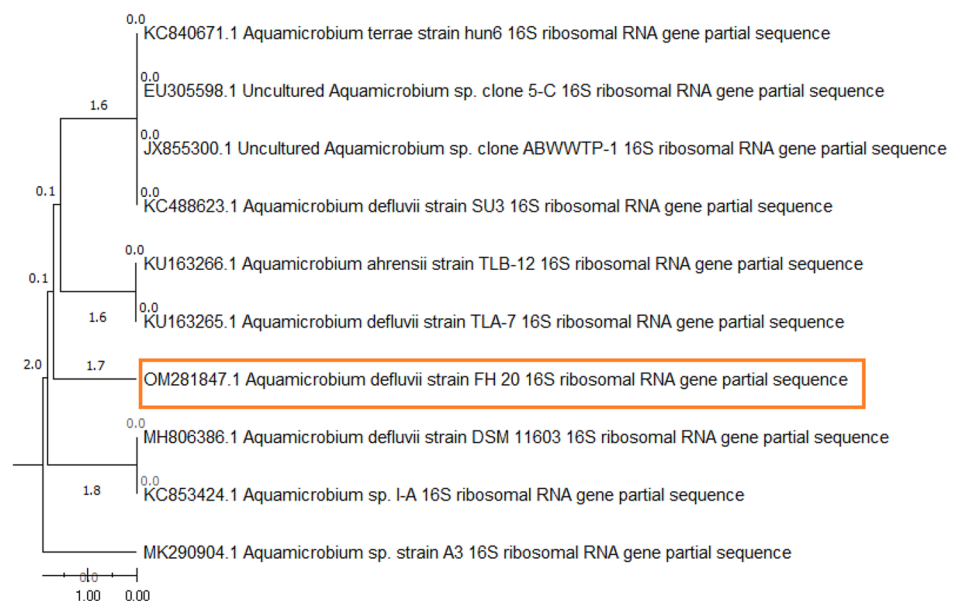 0.0
KC840671.1 Aquamicrobium terrae strain hun6 16S ribosomal RNA gene partial sequence
0.0
EU305598.1 Uncultured Aquamicrobium sp. clone 5-C 16S ribosomal RNA gene partial sequence
1.6
0.0
JX855300.1 Uncultured Aquamicrobium sp. clone ABWWTP-1 16S ribosomal RNA gene partial sequence
0.1
0.0
KC488623.1 Aquamicrobium defluvii strain SU3 16S ribosomal RNA gene partial sequence
0.0
KU163266.1 Aquamicrobium ahrensii strain TLB-12 16S ribosomal RNA gene partial sequence
0.1
0.0
1.6
KU163265.1 Aquamicrobium defluvii strain TLA-7 16S ribosomal RNA gene partial sequence
2.0
1.7
OM281847.1 Aquamicrobium defluvii strain FH 20 16S ribosomal RNA gene partial sequence
0.0
MH806386.1 Aquamicrobium defluvii strain DSM 11603 16S ribosomal RNA gene partial sequence
0.0
1.8
KC853424.1 Aquamicrobium sp. I-A 16S ribosomal RNA gene partial sequence
MK290904.1 Aquamicrobium sp. strain A3 16S ribosomal RNA gene partial sequence
0.0
1.00 0.00